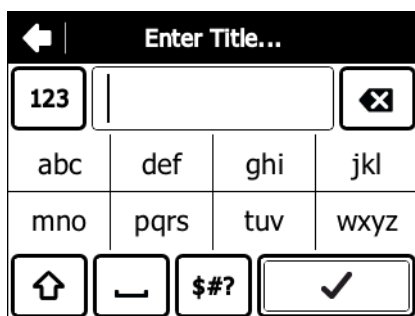 Enter Title...
123
abc def ghi jkl
mno pqrs tuv wxyz
$#?